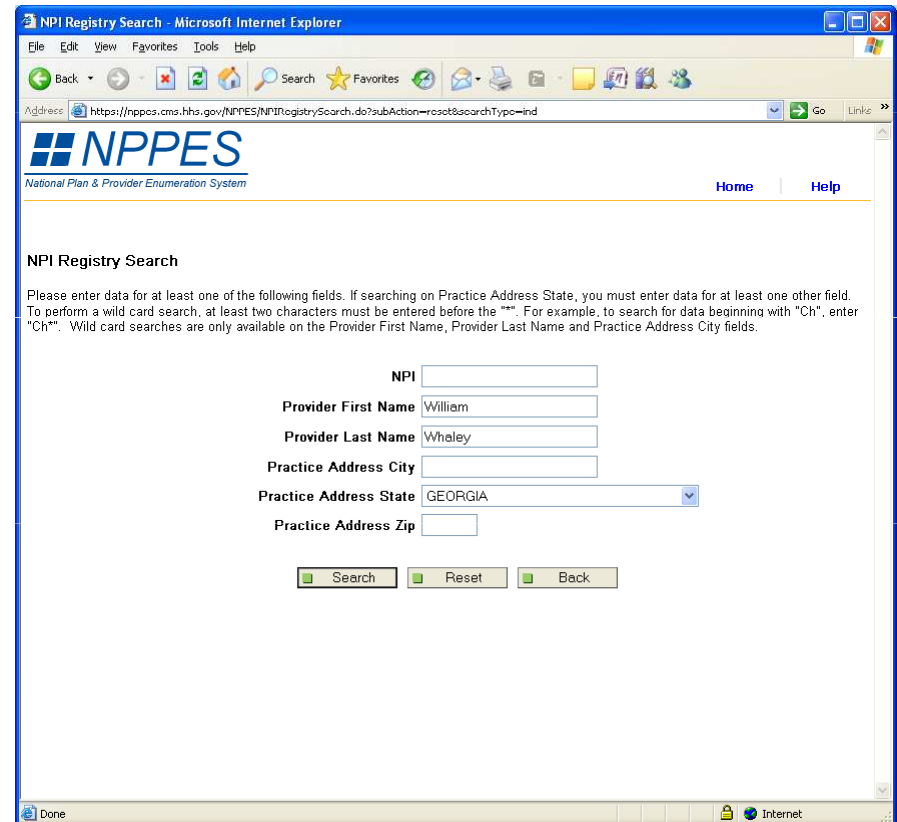 NPI Registry Search - Microsoft Internet Explorer
File Edit View Favorites Tools Help
Back Search Favorites
Address https://nppes.cms.hhs.gov/NPPES/NPIRegistrySearch.do?subAction=reset&searchType=ind Go Links »
NPPES
National Plan & Provider Enumeration System
Home Help
NPI Registry Search
Please enter data for at least one of the following fields. If searching on Practice Address State, you must enter data for at least one other field.
To perform a wild card search, at least two characters must be entered before the "*". For example, to search for data beginning with "Ch", enter
"Ch*". Wild card searches are only available on the Provider First Name, Provider Last Name and Practice Address City fields.
NPI
Provider First Name William
Provider Last Name Whaley
Practice Address City
Practice Address State GEORGIA
Practice Address Zip
Search Reset Back
Done Internet